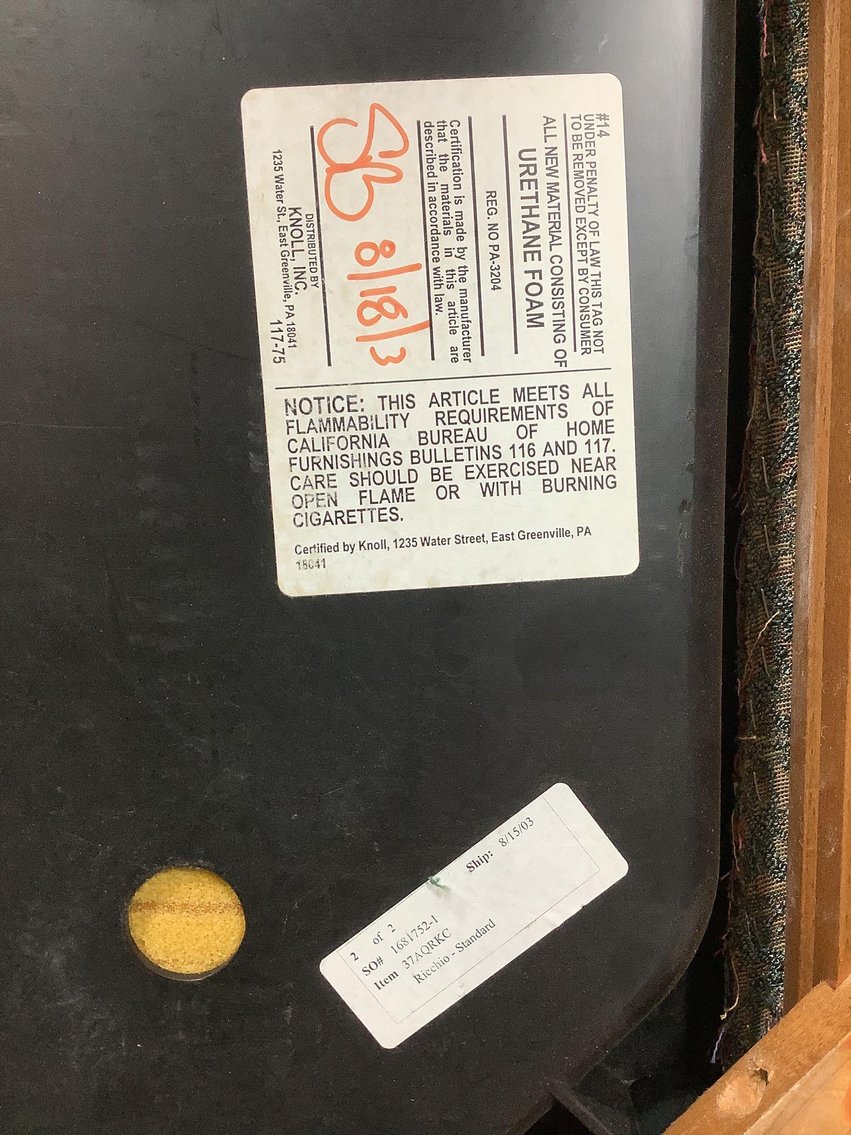 #14
UNDER PENALTY OF LAW THIS TAG NOT
TO BE REMOVED EXCEPT BY CONSUMER
ALL NEW MATERIAL CONSISTING OF
URETHANE FOAM
REG. NO PA-3204
Certification is made by the manufacturer
that the materials in this article are
described in accordance with law.
SB 8/18/3
DISTRIBUTED BY
KNOLL, INC.
1235 Water St., East Greenville, PA 18041
117-75
NOTICE: THIS ARTICLE MEETS ALL
FLAMMABILITY REQUIREMENTS OF
CALIFORNIA BUREAU OF HOME
FURNISHINGS BULLETINS 116 AND 117.
CARE SHOULD BE EXERCISED NEAR
OPEN FLAME OR WITH BURNING
CIGARETTES.
Certified by Knoll, 1235 Water Street, East Greenville, PA
18041
2 of 2
SO# 1681752-1 Ship: 8/15/03
Item 37AQRKC
Ricchio - Standard